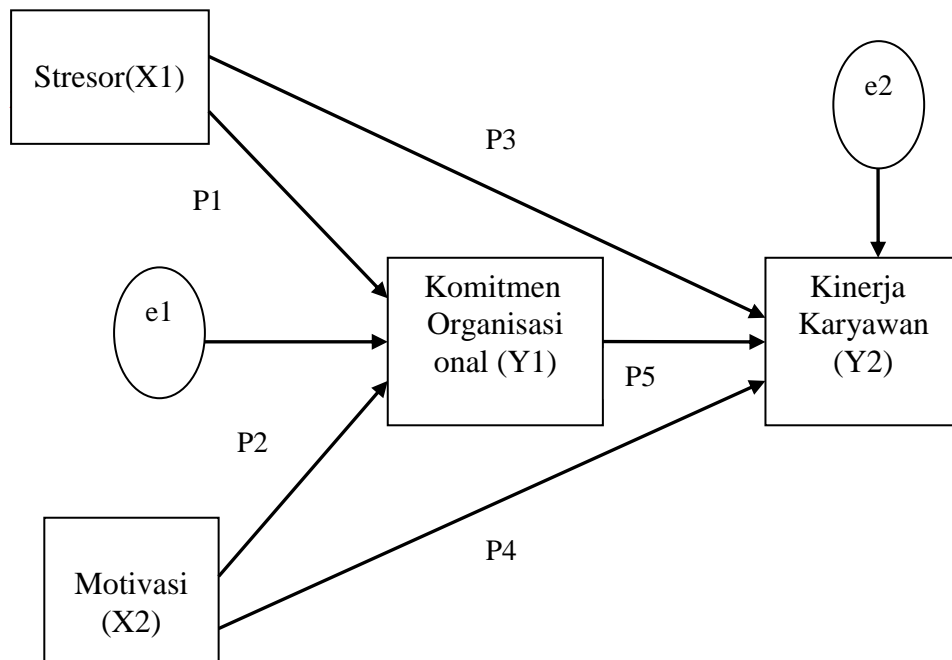 Stresor(X1)
e2
P3
P1
Komitmen
Organisasi
onal (Y1)
Kinerja
Karyawan
(Y2)
e1
P5
P2
P4
Motivasi
(X2)